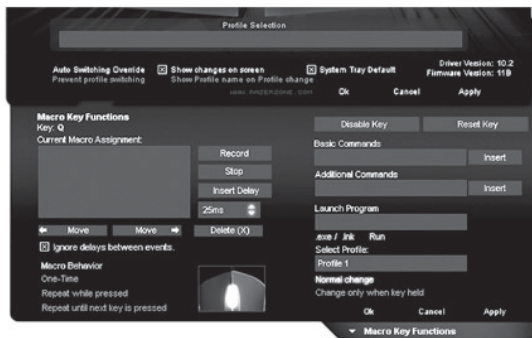 Profile Selection
Auto Switching Override
Prevent profile switching
Show changes on screen
Show Profile name on Profile change
System Tray Default
Driver Version: 10.2
Firmware Version: 119
WWW.RAZERZONE.COM
Ok Cancel Apply
Macro Key Functions
Key: Q
Current Macro Assignment:
Record
Stop
Insert Delay
25ms
Move Move Delete (X)
Ignore delays between events.
Macro Behavior
One-Time
Repeat while pressed
Repeat until next key is pressed
Disable Key Reset Key
Basic Commands
Insert
Additional Commands
Insert
Launch Program
.exe / .lnk Run
Select Profile:
Profile 1
Normal change
Change only when key held
Ok Cancel Apply
Macro Key Functions